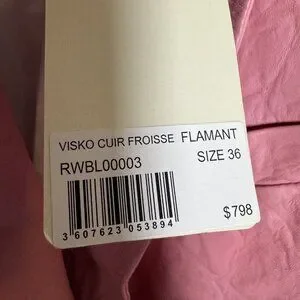 VISKO CUIR FROISSE FLAMANT
RWBL00003 SIZE 36
3 607623 053894
$798